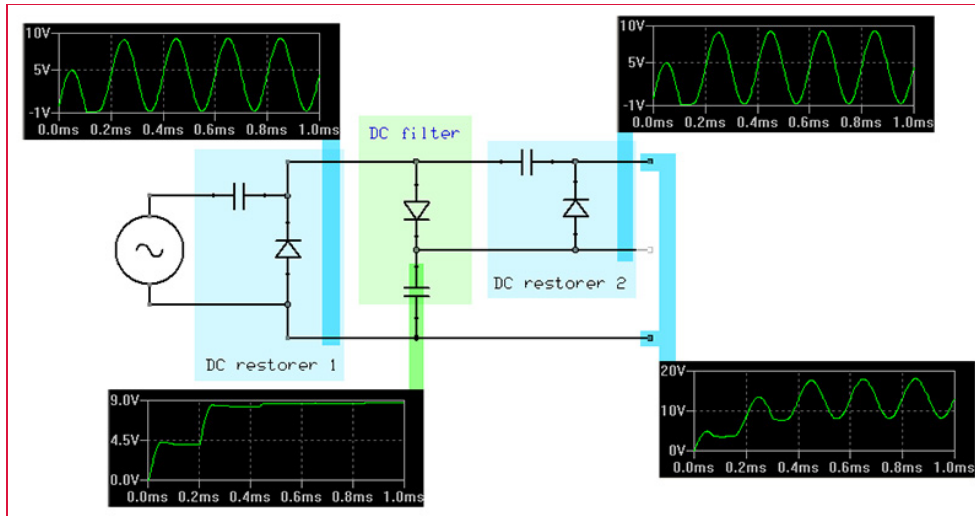 10V
5V
-1V
0.0ms 0.2ms 0.4ms 0.6ms 0.8ms 1.0ms
10V
5V
-1V
0.0ms 0.2ms 0.4ms 0.6ms 0.8ms 1.0ms
DC filter
DC restorer 2
DC restorer 1
9.0V
4.5V
0.0V
0.0ms 0.2ms 0.4ms 0.6ms 0.8ms 1.0ms
20V
10V
0V
0.0ms 0.2ms 0.4ms 0.6ms 0.8ms 1.0ms